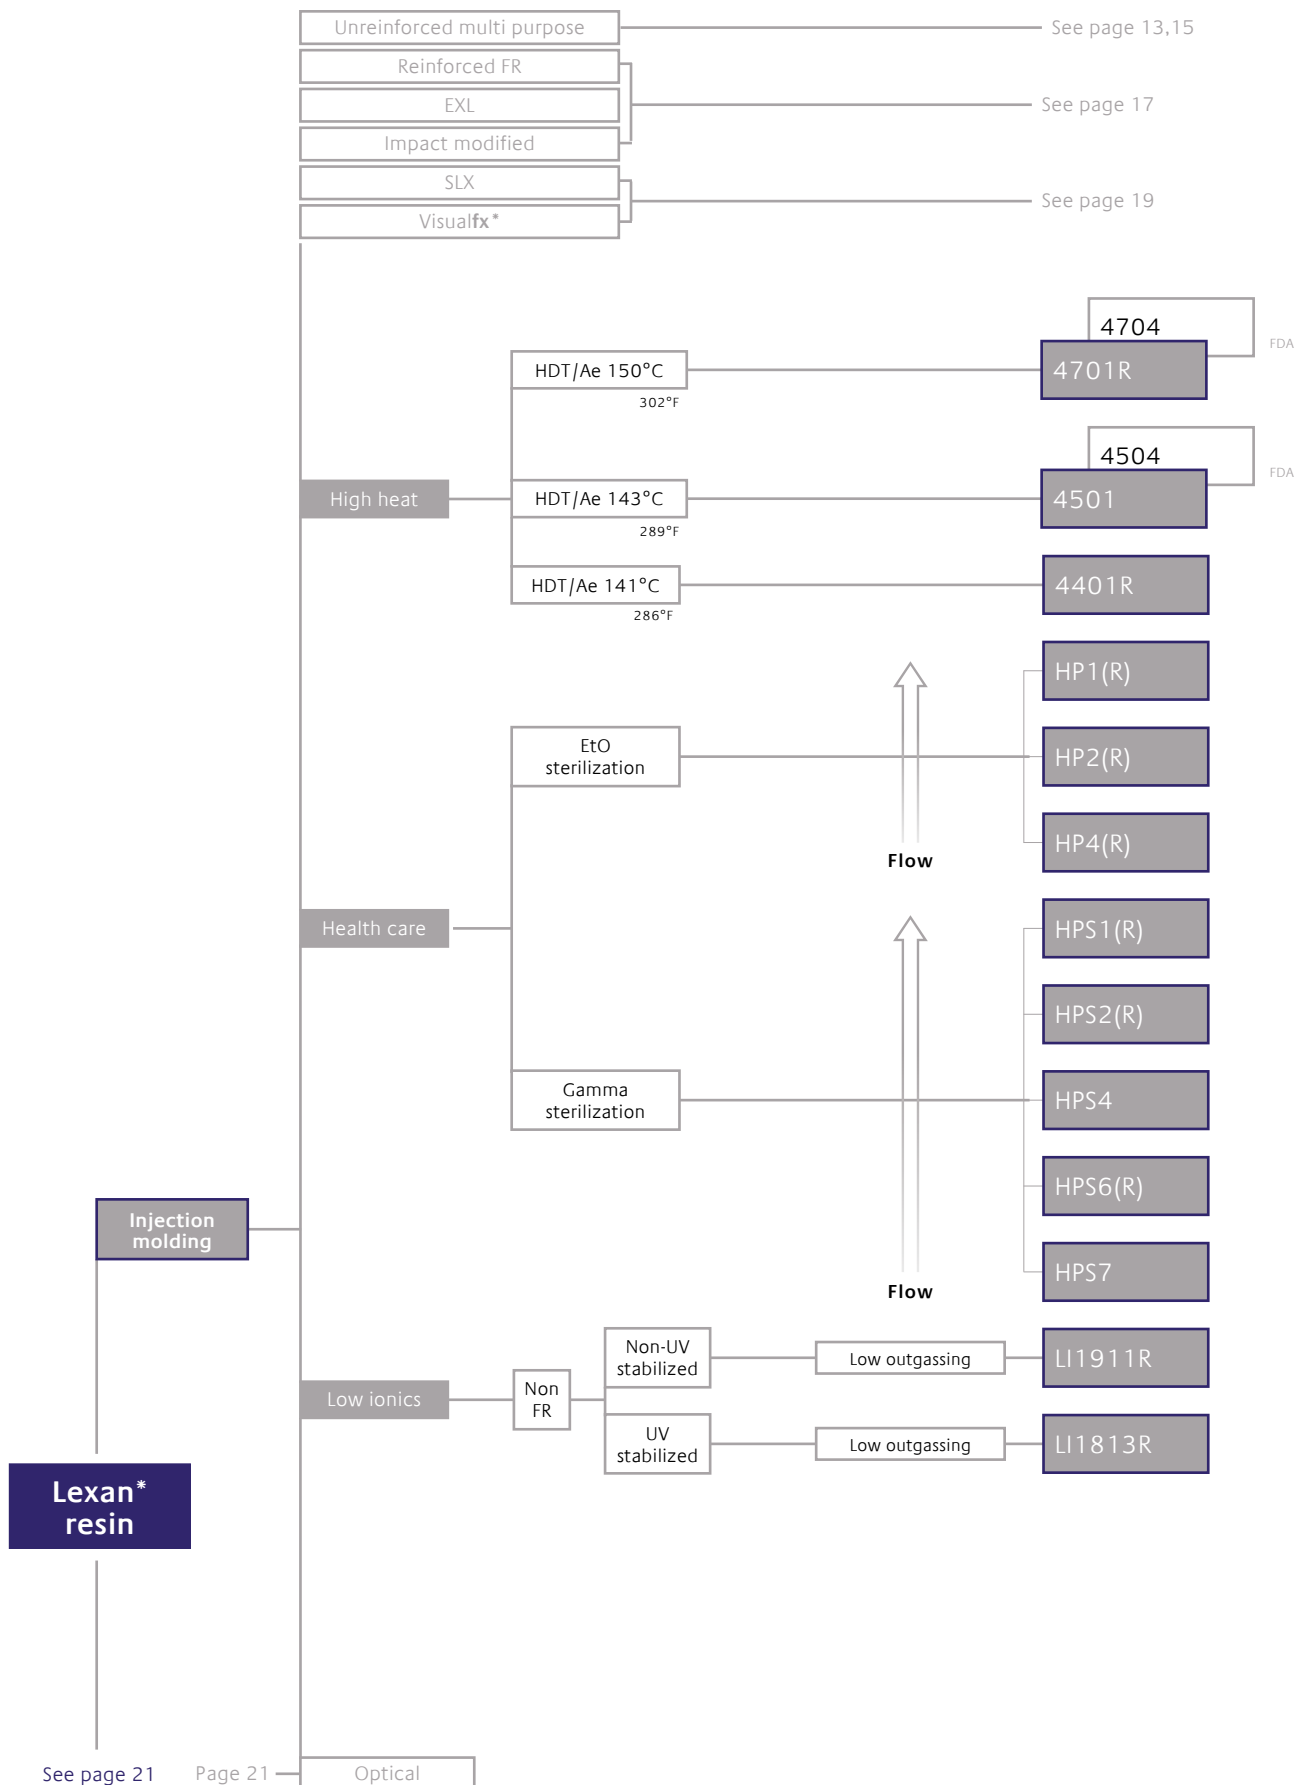 Unreinforced multi purpose
See page 13,15
Reinforced FR
EXL
See page 17
Impact modified
SLX
See page 19
Visualfx*
4704
FDA
HDT/Ae 150°C
4701R
302°F
4504
FDA
High heat
HDT/Ae 143°C
4501
289°F
HDT/Ae 141°C
4401R
286°F
HP1(R)
EtO
sterilization
HP2(R)
HP4(R)
Flow
Health care
HPS1(R)
HPS2(R)
Gamma
sterilization
HPS4
HPS6(R)
Injection
molding
HPS7
Flow
Non-UV
stabilized
Low outgassing
LI1911R
Low ionics
Non
FR
UV
stabilized
Low outgassing
LI1813R
Lexan*
resin
See page 21
Page 21
Optical